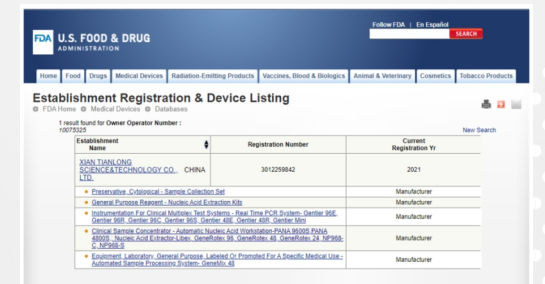 Follow FDA | En Español
SEARCH
FDA U.S. FOOD & DRUG
ADMINISTRATION
Home Food Drugs Medical Devices Radiation-Emitting Products Vaccines, Blood & Biologics Animal & Veterinary Cosmetics Tobacco Products
Establishment Registration & Device Listing
FDA Home Medical Devices Databases
1 result found for Owner Operator Number :
10075325
New Search
Establishment Name Registration Number Current Registration Yr
XIAN TIANLONG
SCIENCE&TECHNOLOGY CO., CHINA 3012259842 2021
LTD.
Preservative, Cytological - Sample Collection Set Manufacturer
General Purpose Reagent - Nucleic Acid Extraction Kits Manufacturer
Instrumentation For Clinical Multiplex Test Systems - Real Time PCR System- Gentier 96E,
Gentier 96R, Gentier 96C, Gentier 96S, Gentier 48E, Gentier 48R, Gentier Mini Manufacturer
Clinical Sample Concentrator - Automatic Nucleic Acid Workstation-PANA 9600S,PANA
4800S , Nucleic Acid Extractor-Libex, GeneRotex 96, GeneRotex 48, GeneRotex 24, NP968-
C, NP968-S Manufacturer
Equipment, Laboratory, General Purpose, Labeled Or Promoted For A Specific Medical Use -
Automated Sample Processing System- GeneMix 48 Manufacturer